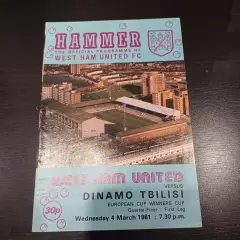 HAMMER
THE OFFICIAL PROGRAMME OF
WEST HAM UNITED FC
WEST HAM UNITED
VERSUS
DINAMO TBILISI
EUROPEAN CUP WINNERS CUP
Quarter-Final : First Leg
30p
Wednesday 4 March 1981 : 7.30 p.m.